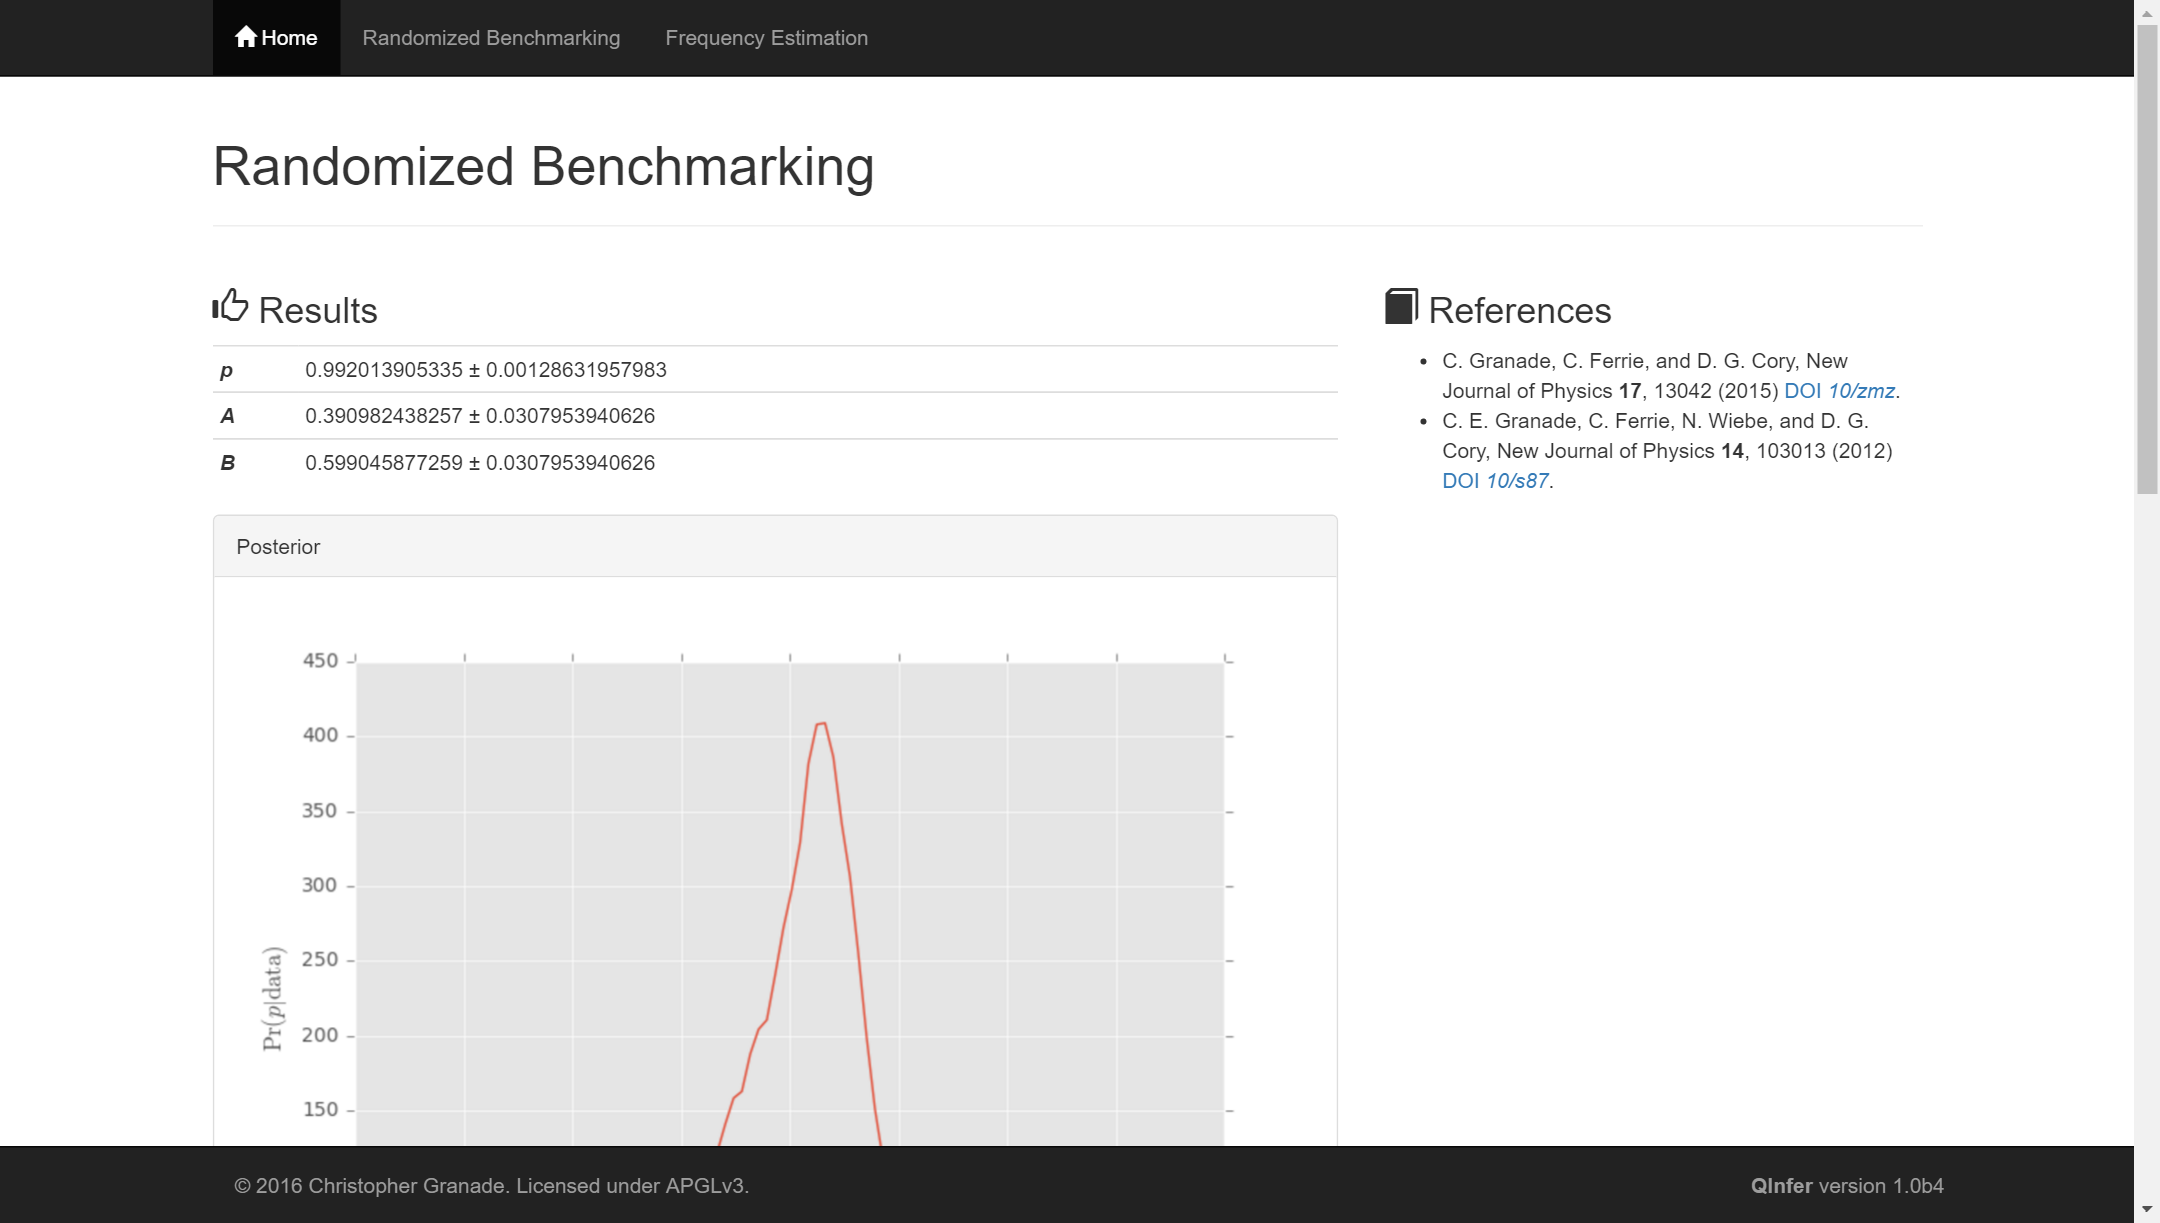 Home Randomized Benchmarking Frequency Estimation
Randomized Benchmarking
Results
p 0.992013905335 ± 0.00128631957983
A 0.390982438257 ± 0.0307953940626
B 0.599045877259 ± 0.0307953940626
References
• C. Granade, C. Ferrie, and D. G. Cory, New
Journal of Physics 17, 13042 (2015) DOI 10/zmz.
• C. E. Granade, C. Ferrie, N. Wiebe, and D. G.
Cory, New Journal of Physics 14, 103013 (2012)
DOI 10/s87.
Posterior
450
400
350
300
250
200
150
Pr(p|data)
© 2016 Christopher Granade. Licensed under APGLv3.
QInfer version 1.0b4